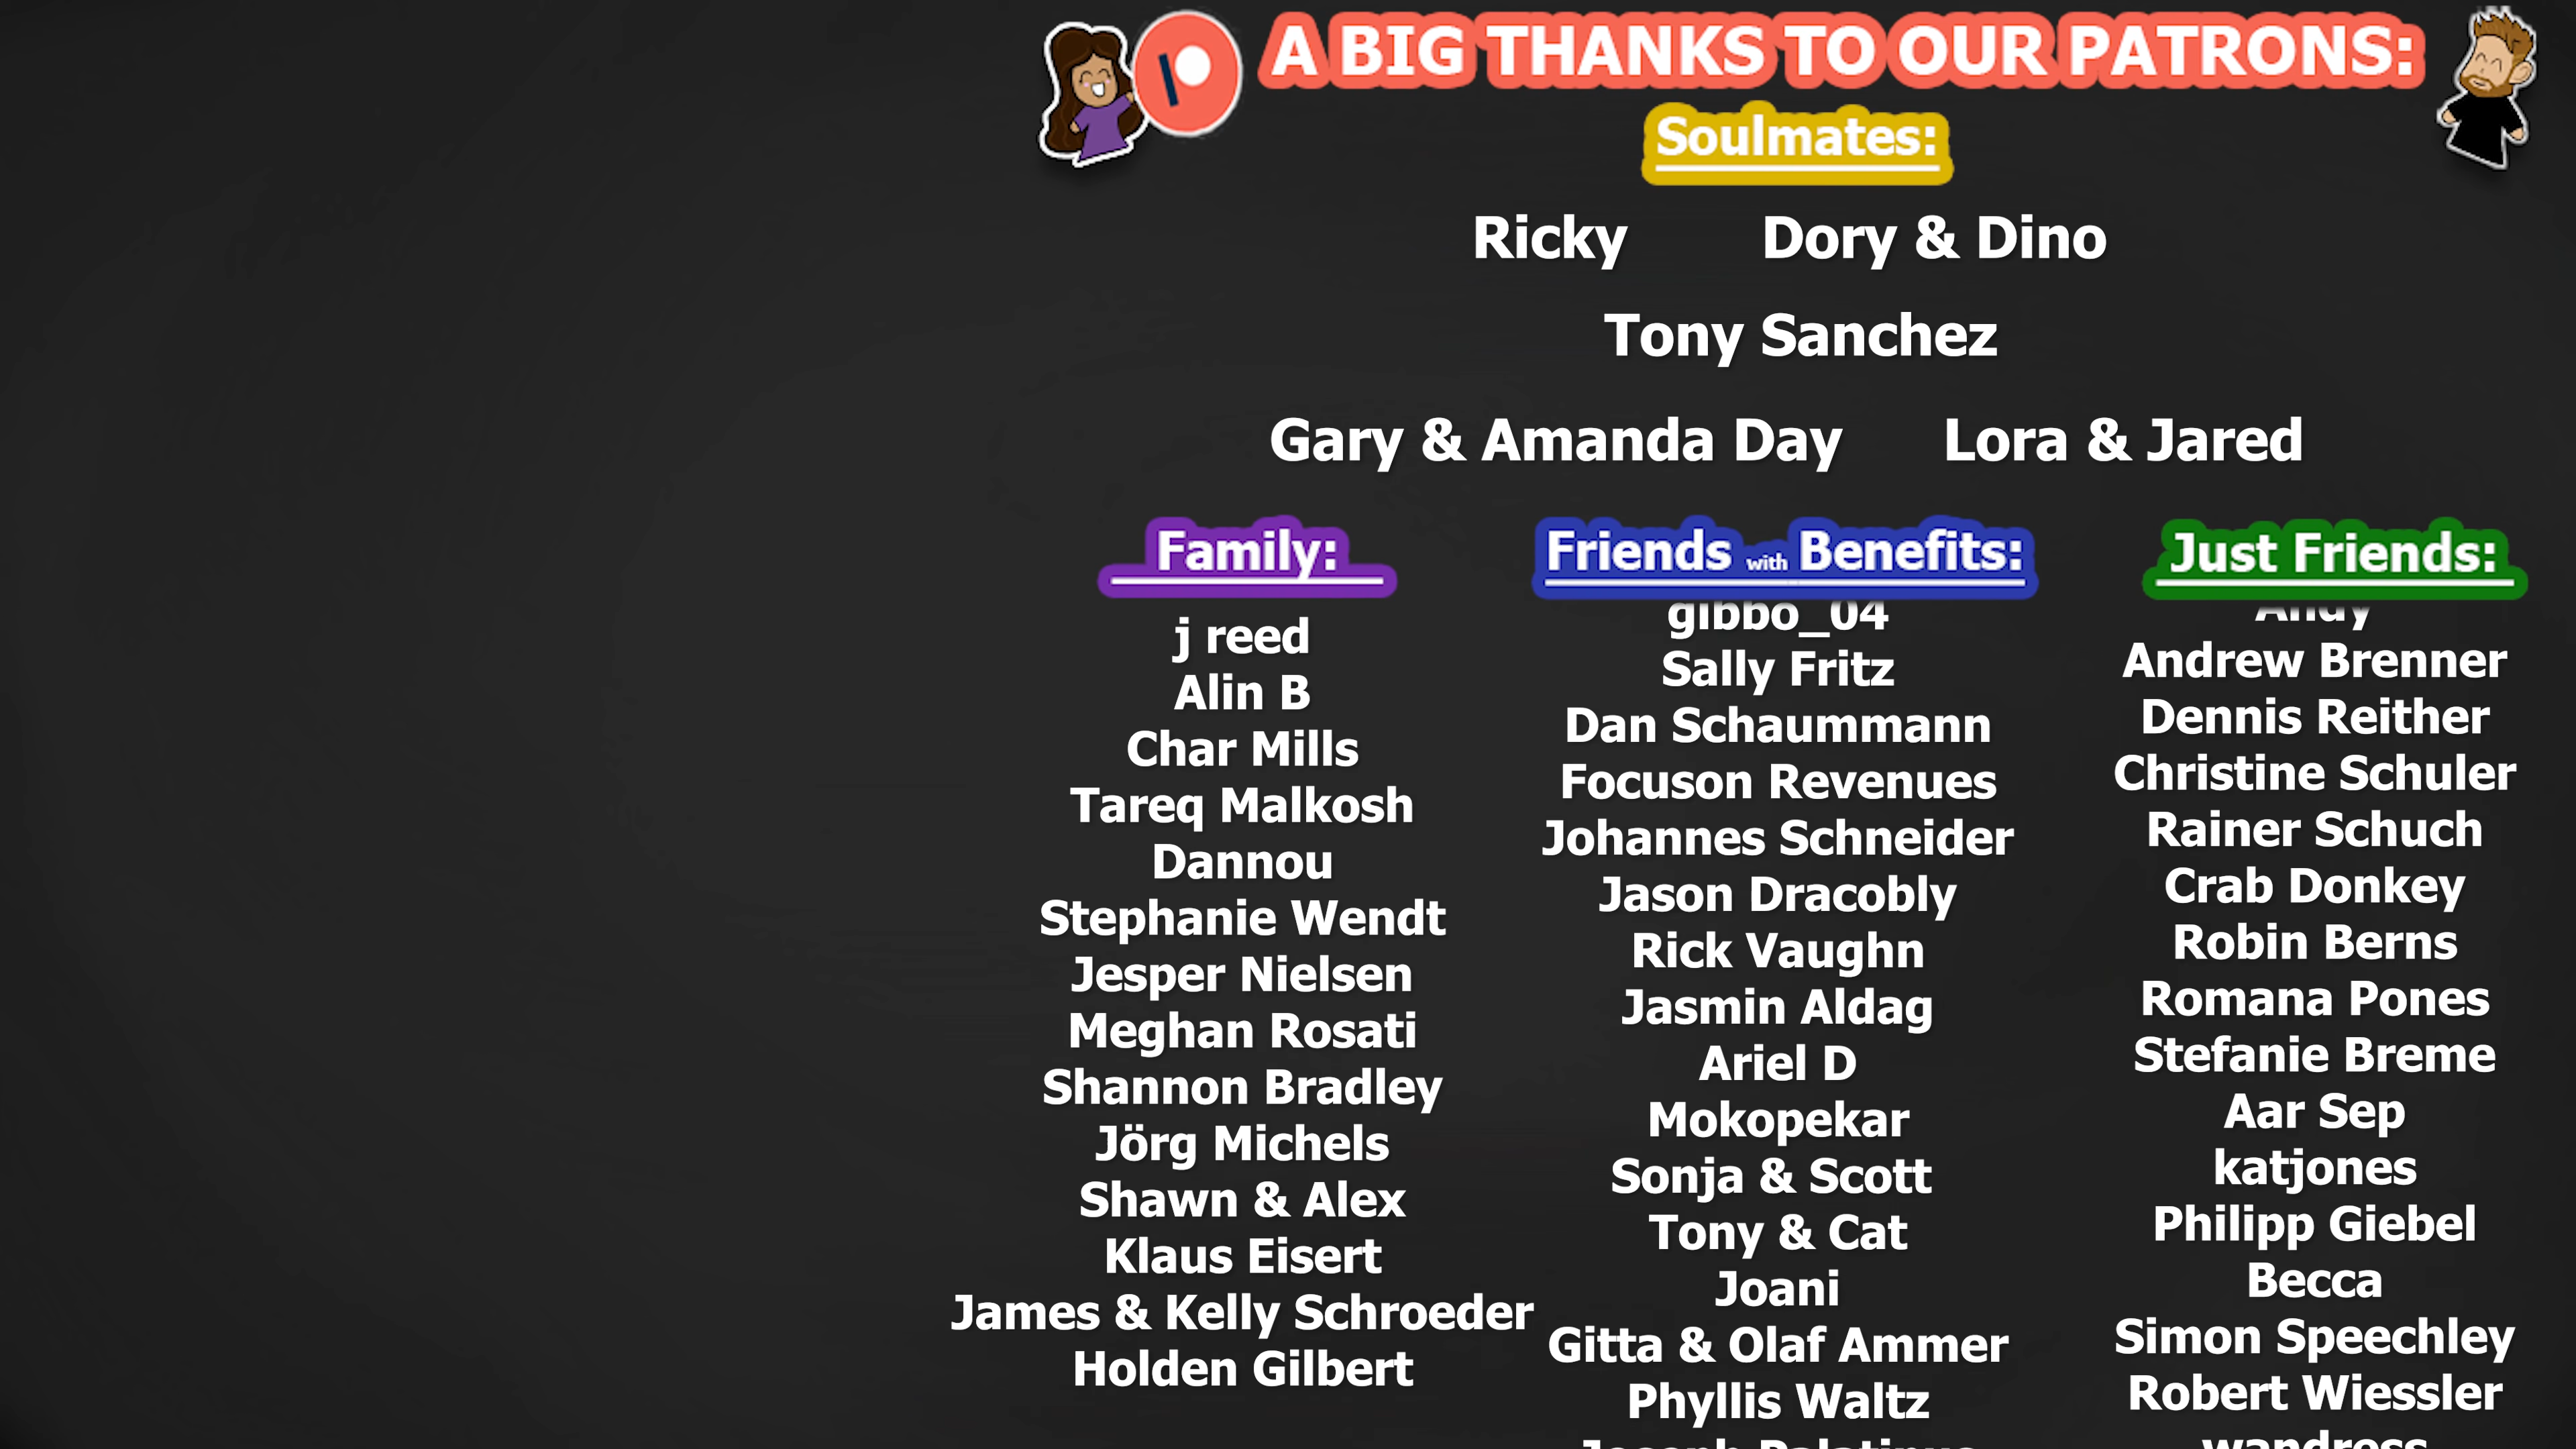 A BIG THANKS TO OUR PATRONS:
Soulmates:
Ricky Dory & Dino
Tony Sanchez
Gary & Amanda Day Lora & Jared
Family:
j reed
Alin B
Char Mills
Tareq Malkosh
Dannou
Stephanie Wendt
Jesper Nielsen
Meghan Rosati
Shannon Bradley
Jörg Michels
Shawn & Alex
Klaus Eisert
James & Kelly Schroeder
Holden Gilbert
Friends with Benefits:
gibbo_04
Sally Fritz
Dan Schaummann
Focuson Revenues
Johannes Schneider
Jason Dracobly
Rick Vaughn
Jasmin Aldag
Ariel D
Mokopekar
Sonja & Scott
Tony & Cat
Joani
Gitta & Olaf Ammer
Phyllis Waltz
Just Friends:
Andy
Andrew Brenner
Dennis Reither
Christine Schuler
Rainer Schuch
Crab Donkey
Robin Berns
Romana Pones
Stefanie Breme
Aar Sep
katjones
Philipp Giebel
Becca
Simon Speechley
Robert Wiessler